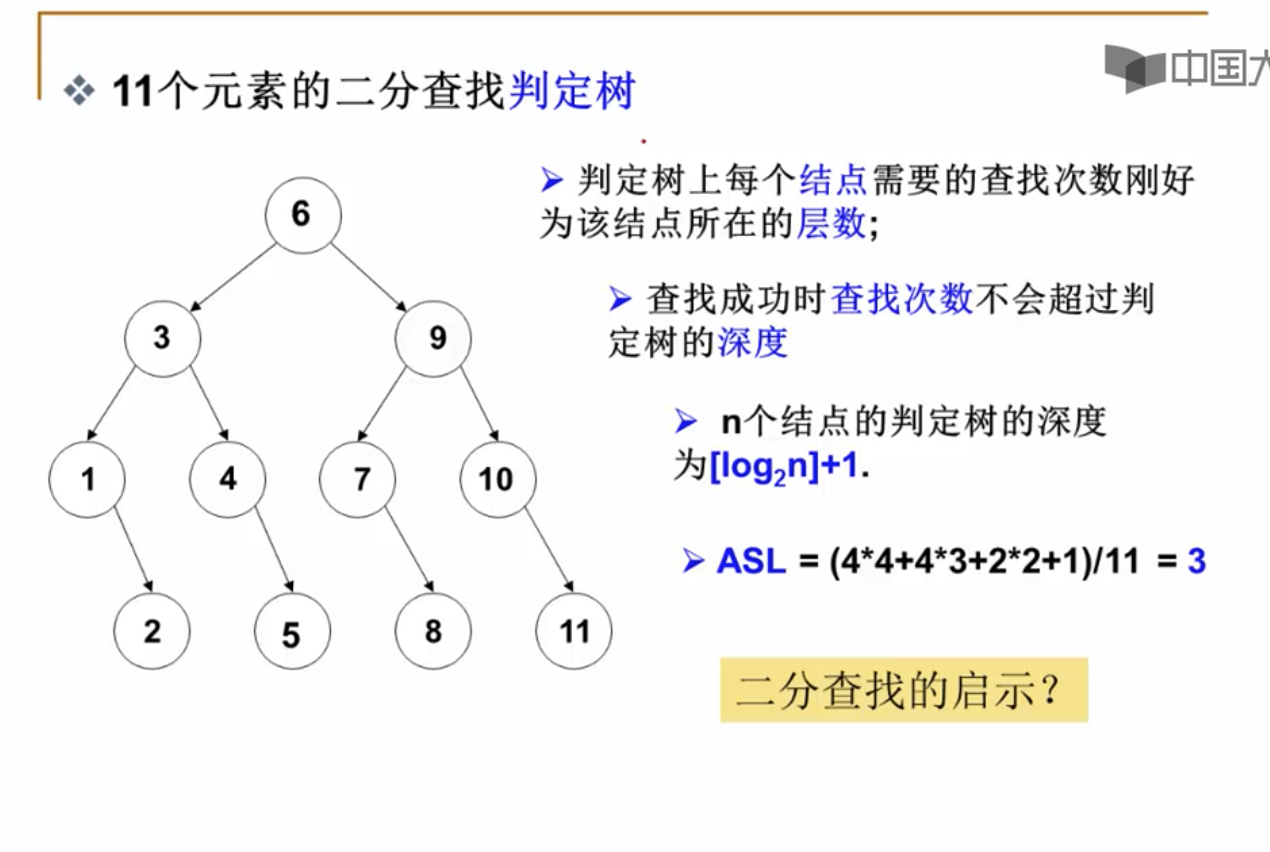 中国大
11个元素的二分查找判定树
判定树上每个结点需要的查找次数刚好
为该结点所在的层数;
查找成功时查找次数不会超过判
定树的深度
n个结点的判定树的深度
为[log₂n]+1.
ASL = (4*4+4*3+2*2+1)/11 = 3
二分查找的启示？
6
3
9
1
4
7
10
2
5
8
11